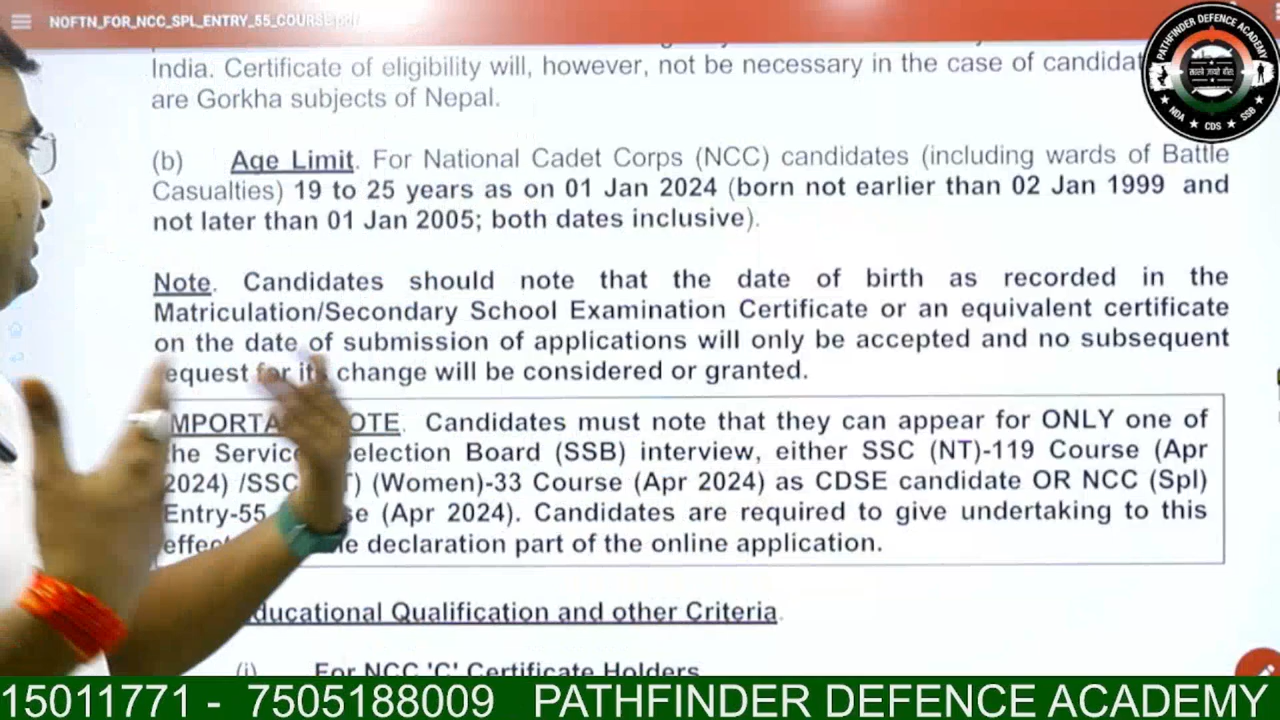 NOFTN_FOR_NCC_SPL_ENTRY_55_COURSE.pdf
PATHFINDER DEFENCE ACADEMY
NDA ★ CDS ★ SSB
India. Certificate of eligibility however, not be necessary in the case of
are Gorkha subjects of Nepal.
(b) Age Limit. For National Cadet Corps (NCC) candidates (including wards of Battle
Casualties) 19 to 25 years as on 01 Jan 2024 (born not earlier than 02 Jan 1999 and
not later than 01 Jan 2005; both dates inclusive).
Note. Candidates should note that the date of birth as recorded in the
Matriculation/Secondary School Examination Certificate or an equivalent certificate
on the date of submission of applications will only be accepted and no subsequent
equest for its change will be considered or granted.
MPORTA OTE. Candidates must note that they can appear for ONLY one of
he Service election Board (SSB) interview, either SSC (NT)-119 Course (Apr
2024) /SSC T) (Women)-33 Course (Apr 2024) as CDSE candidate OR NCC (Spl)
Entry-55 e (Apr 2024). Candidates are required to give undertaking to this
effec e declaration part of the online application.
ducational Qualification and other Criteria.
(i) For NCC 'C' Certificate Holders
15011771 - 7505188009 PATHFINDER DEFENCE ACADEMY